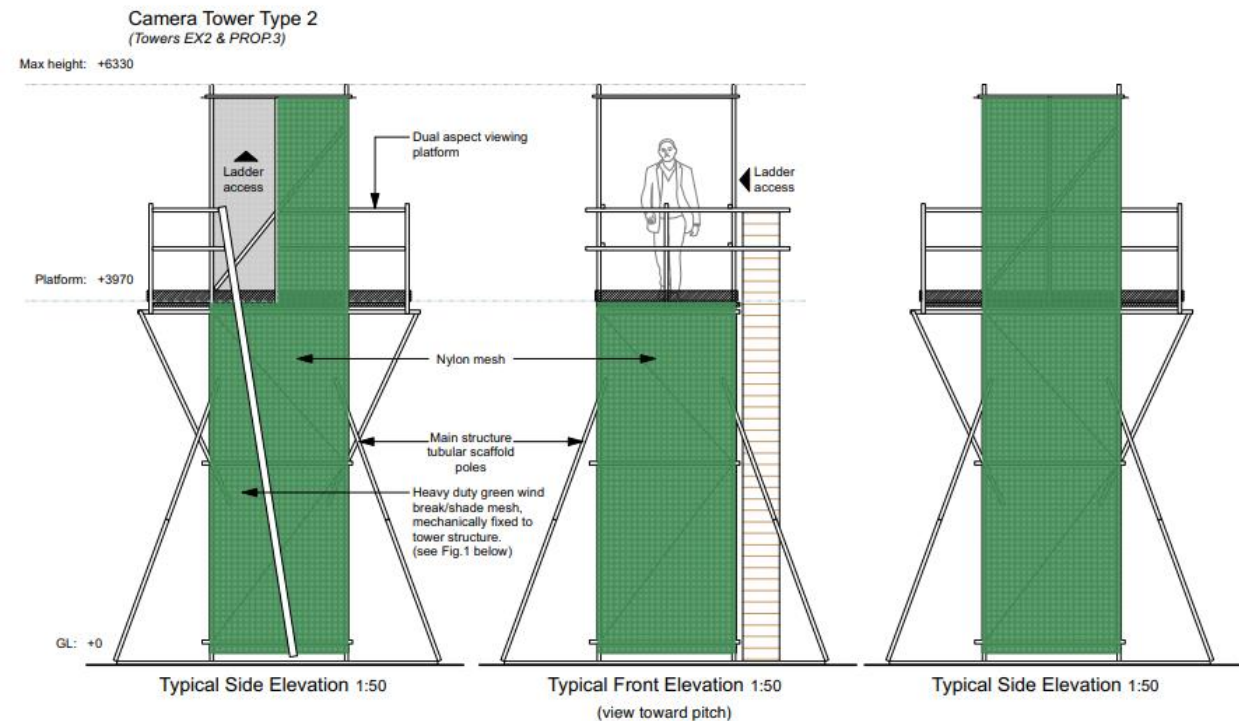 Camera Tower Type 2
(Towers EX2 & PROP.3)
Max height: +6330
Dual aspect viewing
platform
Ladder
access
Ladder
access
Platform: +3970
Nylon mesh
Main structure
tubular scaffold
poles
Heavy duty green wind
break/shade mesh,
mechanically fixed to
tower structure.
(see Fig.1 below)
GL: +0
Typical Side Elevation 1:50
Typical Front Elevation 1:50
(view toward pitch)
Typical Side Elevation 1:50